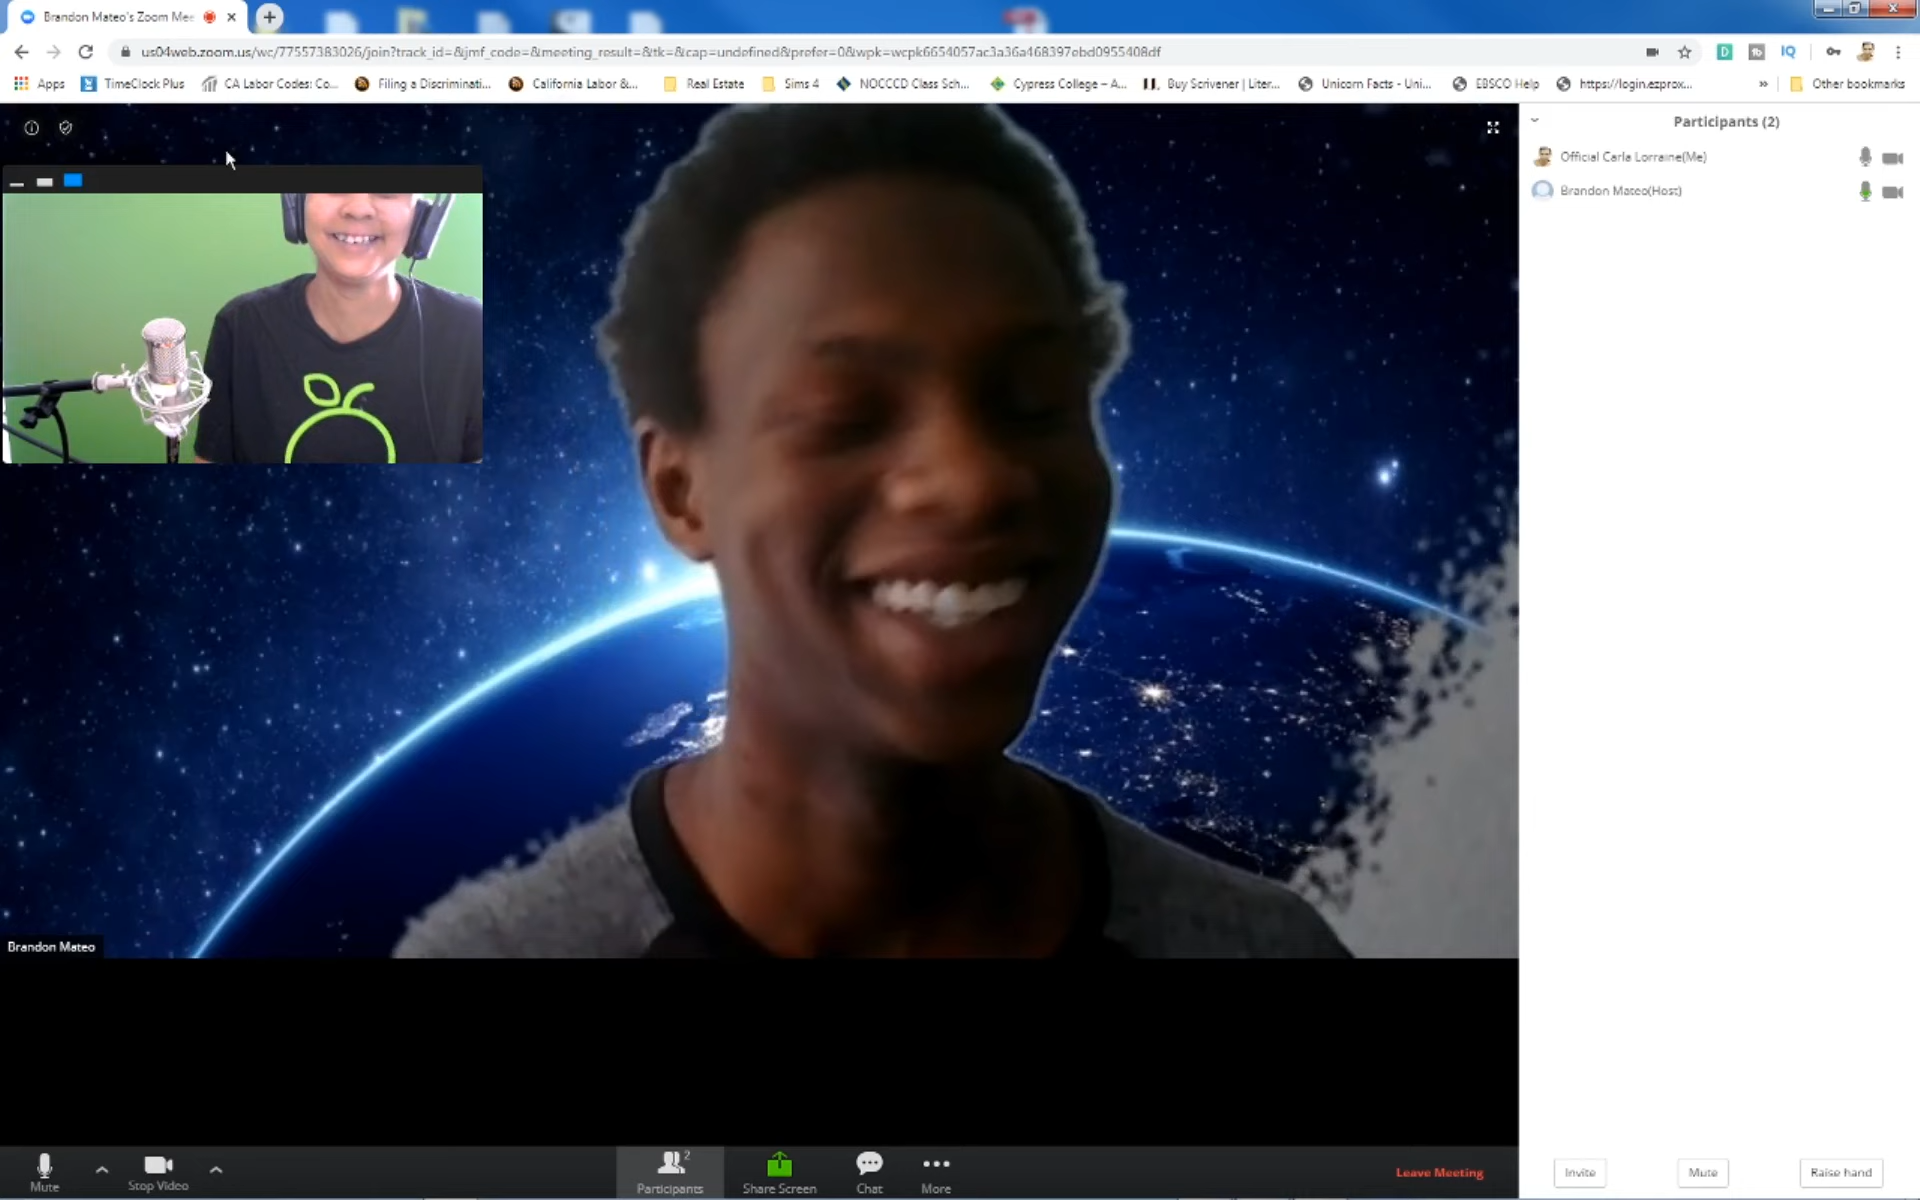 Brandon Mateo's Zoom Mee
us04web.zoom.us/wc/77557383026/join?track_id=&jmf_code=&meeting_result=&tk=&cap=undefined&prefer=0&wpk=wcpk6654057ac3a36a468397ebd0955408df
D
IQ
Apps TimeClock Plus CA Labor Codes: Co... Filing a Discriminati... California Labor &... Real Estate Sims 4 NOCCCD Class Sch... Cypress College – A... Buy Scrivener | Liter... Unicorn Facts - Uni... EBSCO Help https://login.ezprox... » Other bookmarks
Participants (2)
Official Carla Lorraine(Me)
Brandon Mateo(Host)
Brandon Mateo
2
Mute Stop Video Participants Share Screen Chat More Leave Meeting
Invite Mute Raise hand